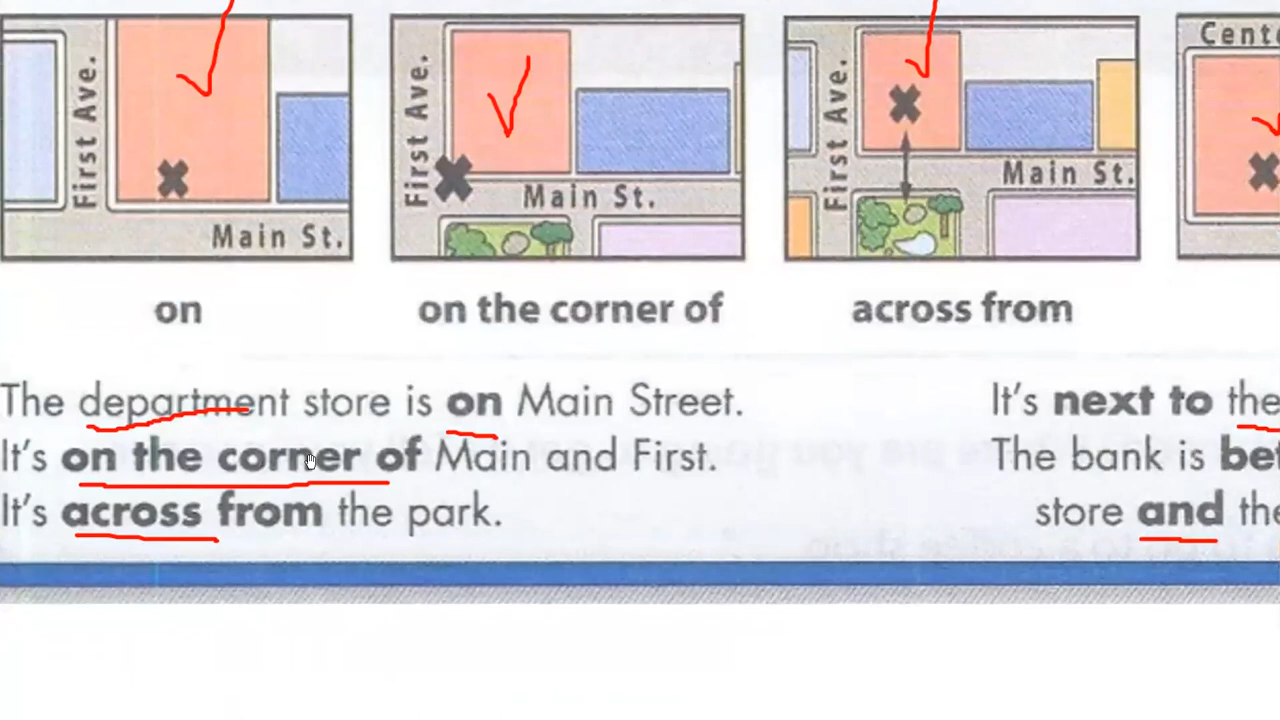 First Ave.
Main St.
First Ave.
Main St.
First Ave.
Main St.
on
on the corner of
across from
The department store is on Main Street.
It's on the corner of Main and First.
It's across from the park.
It's next to the
The bank is
store and the